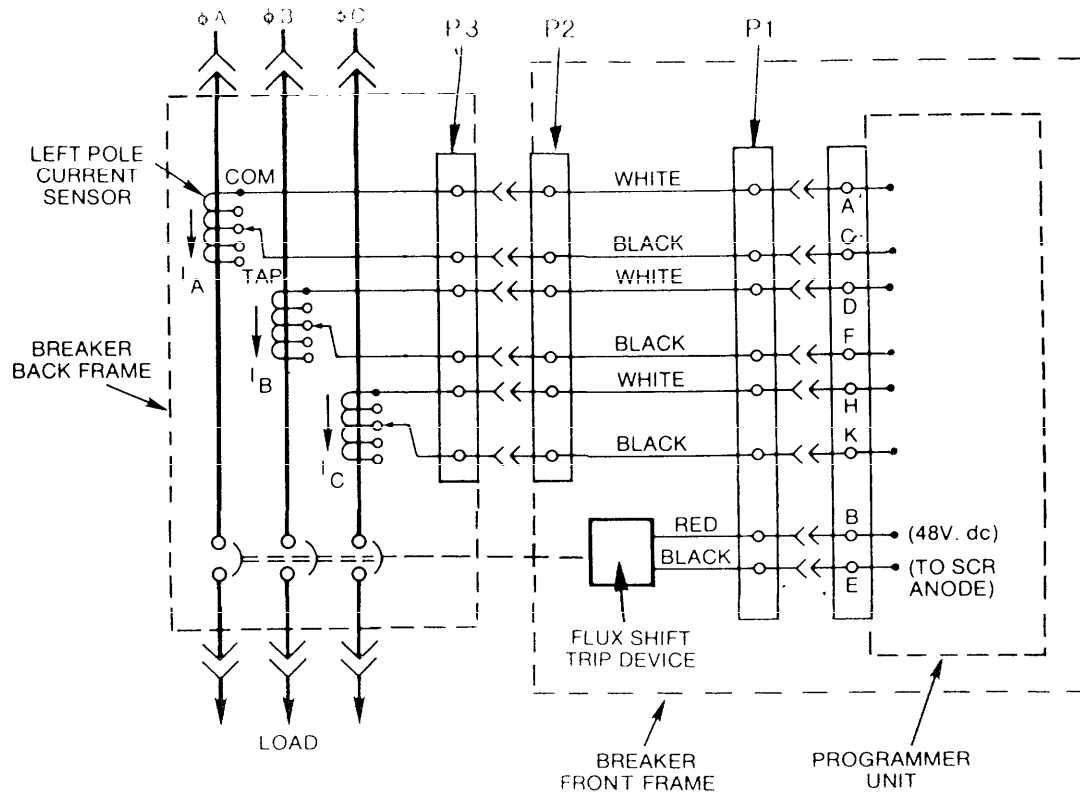 ϕA ϕB ϕC P3 P2 P1
LEFT POLE
CURRENT
SENSOR
COM
WHITE
A
C
BLACK
I A
TAP
WHITE
D
F
BREAKER
BACK FRAME
I B
BLACK
WHITE
H
K
BLACK
I C
RED
B
(48V. dc)
BLACK
(TO SCR
ANODE)
E
FLUX SHIFT
TRIP DEVICE
LOAD
BREAKER
FRONT FRAME
PROGRAMMER
UNIT